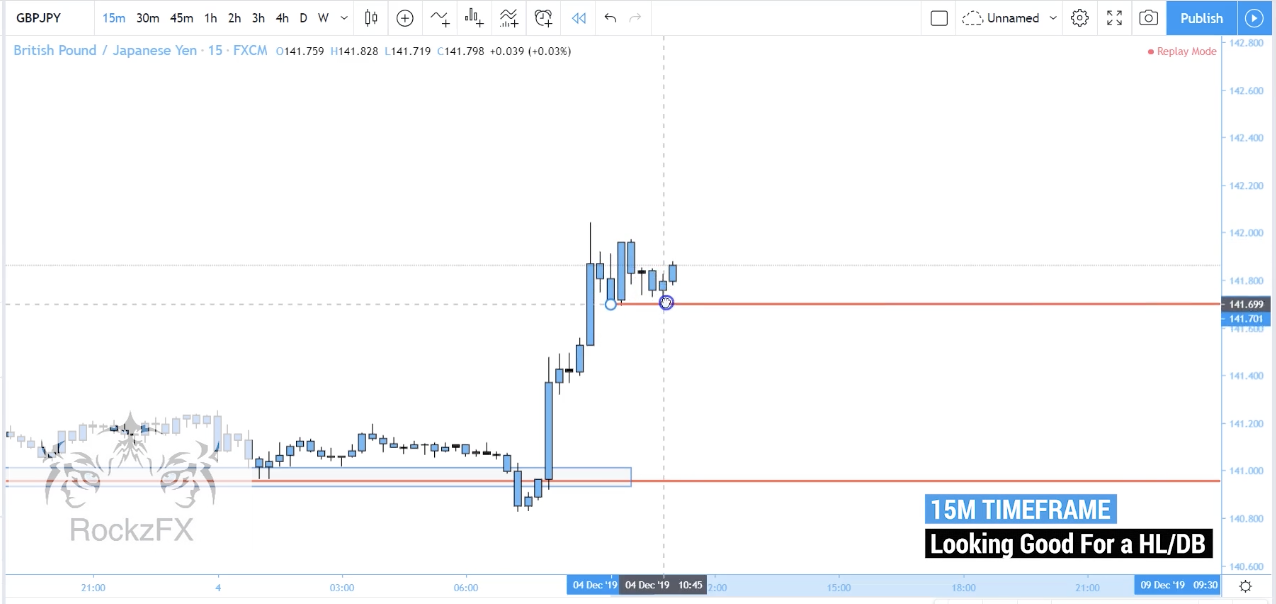 GBPJPY 15m 30m 45m 1h 2h 3h 4h D W Unnamed Publish
British Pound / Japanese Yen · 15 · FXCM O141.759 H141.828 L141.719 C141.798 +0.039 (+0.03%)
Replay Mode
142.800
142.600
142.400
142.200
142.000
141.800
141.699
141.701
141.600
141.400
141.200
141.000
140.800
140.600
RockzFX
15M TIMEFRAME
Looking Good For a HL/DB
21:00 4 03:00 06:00 04 Dec '19 04 Dec '19 10:45 2:00 15:00 18:00 21:00 09 Dec '19 09:30